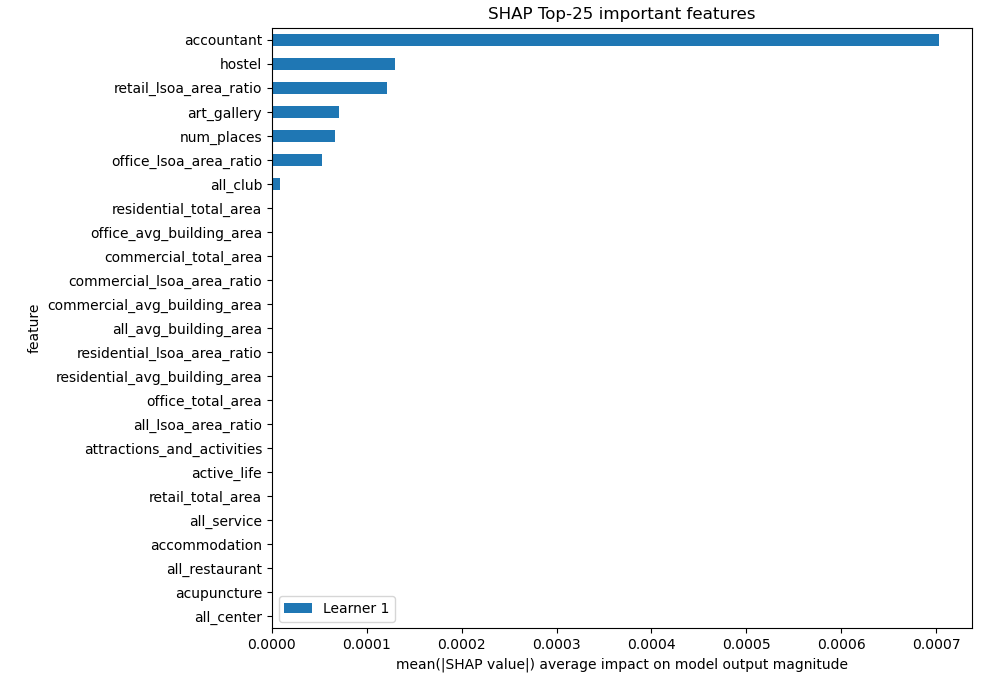 SHAP Top-25 important features
accountant
hostel
retail_lsoa_area_ratio
art_gallery
num_places
office_lsoa_area_ratio
all_club
residential_total_area
office_avg_building_area
commercial_total_area
commercial_lsoa_area_ratio
commercial_avg_building_area
all_avg_building_area
residential_lsoa_area_ratio
residential_avg_building_area
office_total_area
all_lsoa_area_ratio
attractions_and_activities
active_life
retail_total_area
all_service
accommodation
all_restaurant
acupuncture
all_center
feature
Learner 1
0.0000 0.0001 0.0002 0.0003 0.0004 0.0005 0.0006 0.0007
mean(|SHAP value|) average impact on model output magnitude